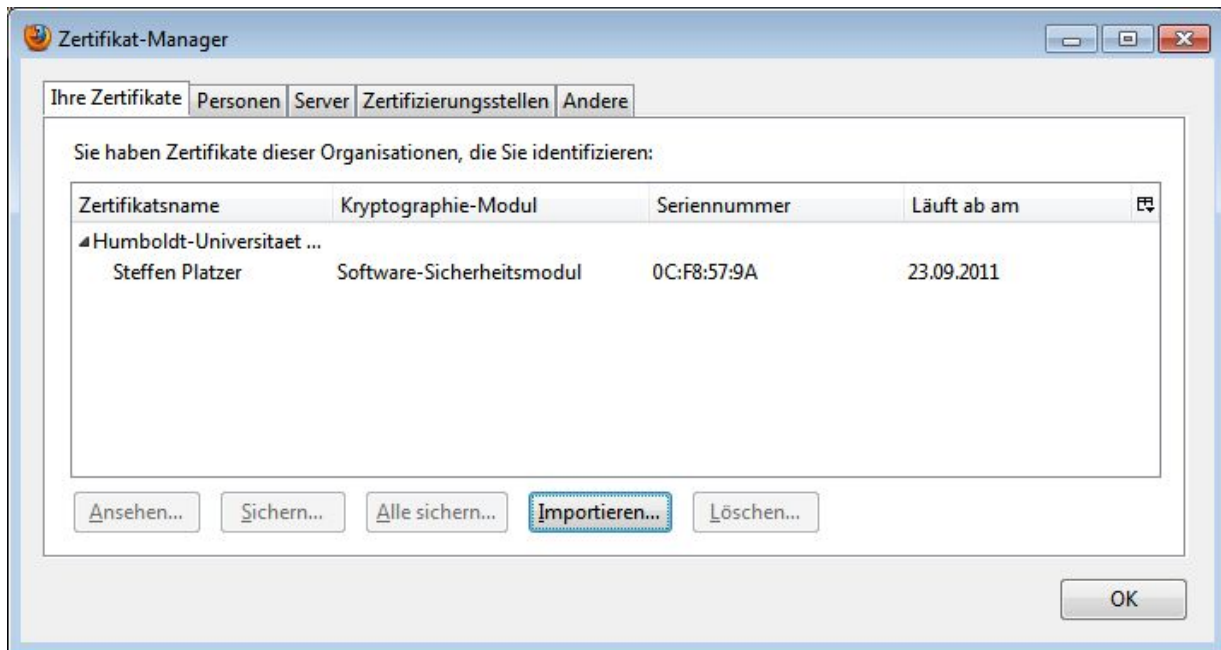 Zertifikat-Manager
Ihre Zertifikate Personen Server Zertifizierungsstellen Andere
Sie haben Zertifikate dieser Organisationen, die Sie identifizieren:
Zertifikatsname Kryptographie-Modul Seriennummer Läuft ab am
Humboldt-Universitaet ...
Steffen Platzer Software-Sicherheitsmodul 0C:F8:57:9A 23.09.2011
Ansehen... Sichern... Alle sichern... Importieren... Löschen...
OK